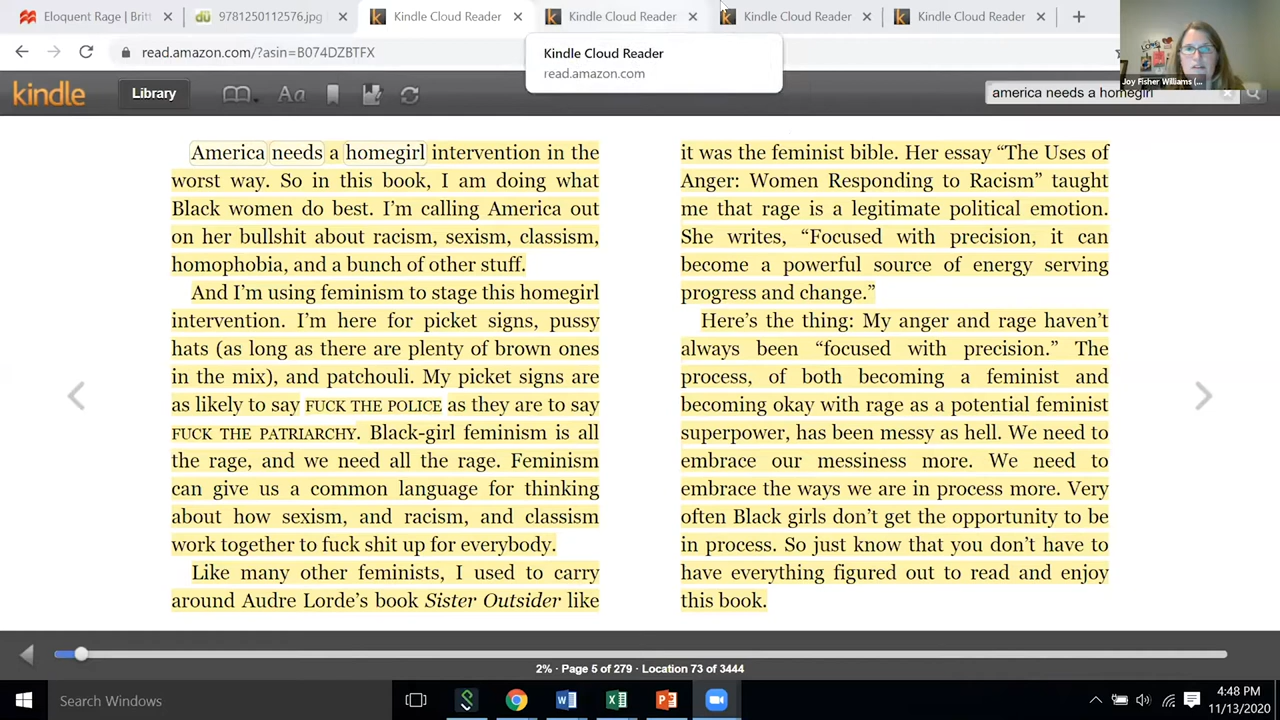 Eloquent Rage | Britt
9781250112576.jpg
Kindle Cloud Reader
Kindle Cloud Reader
Kindle Cloud Reader
Kindle Cloud Reader
read.amazon.com/?asin=B074DZBTFX
Kindle Cloud Reader
read.amazon.com
Joy Fisher Williams (...
kindle
Library
Aa
america needs a homegirl
America needs a homegirl intervention in the
worst way. So in this book, I am doing what
Black women do best. I’m calling America out
on her bullshit about racism, sexism, classism,
homophobia, and a bunch of other stuff.
And I’m using feminism to stage this homegirl
intervention. I’m here for picket signs, pussy
hats (as long as there are plenty of brown ones
in the mix), and patchouli. My picket signs are
as likely to say FUCK THE POLICE as they are to say
FUCK THE PATRIARCHY. Black-girl feminism is all
the rage, and we need all the rage. Feminism
can give us a common language for thinking
about how sexism, and racism, and classism
work together to fuck shit up for everybody.
Like many other feminists, I used to carry
around Audre Lorde’s book Sister Outsider like
it was the feminist bible. Her essay “The Uses of
Anger: Women Responding to Racism” taught
me that rage is a legitimate political emotion.
She writes, “Focused with precision, it can
become a powerful source of energy serving
progress and change.”
Here’s the thing: My anger and rage haven’t
always been “focused with precision.” The
process, of both becoming a feminist and
becoming okay with rage as a potential feminist
superpower, has been messy as hell. We need to
embrace our messiness more. We need to
embrace the ways we are in process more. Very
often Black girls don’t get the opportunity to be
in process. So just know that you don’t have to
have everything figured out to read and enjoy
this book.
2% · Page 5 of 279 · Location 73 of 3444
Search Windows
4:48 PM
11/13/2020